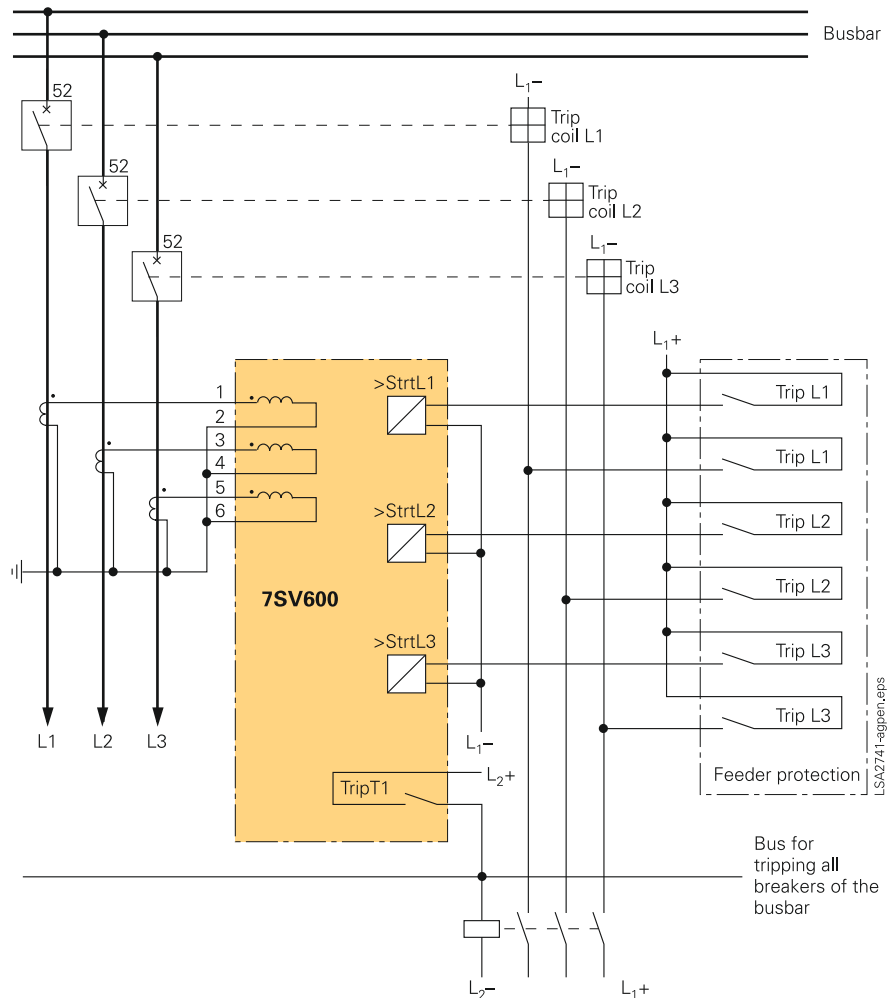 Busbar
L1–
52
Trip
coil L1
52
L1–
Trip
coil L2
52
L1–
Trip
coil L3
L1+
1
>StrtL1
Trip L1
2
3
4
Trip L1
5
6
>StrtL2
Trip L2
7SV600
Trip L2
>StrtL3
Trip L3
Trip L3
L1
L2
L3
L1–
L2+
TripT1
Feeder protection
LSA2741-agpen.eps
Bus for
tripping all
breakers of the
busbar
L2–
L1+